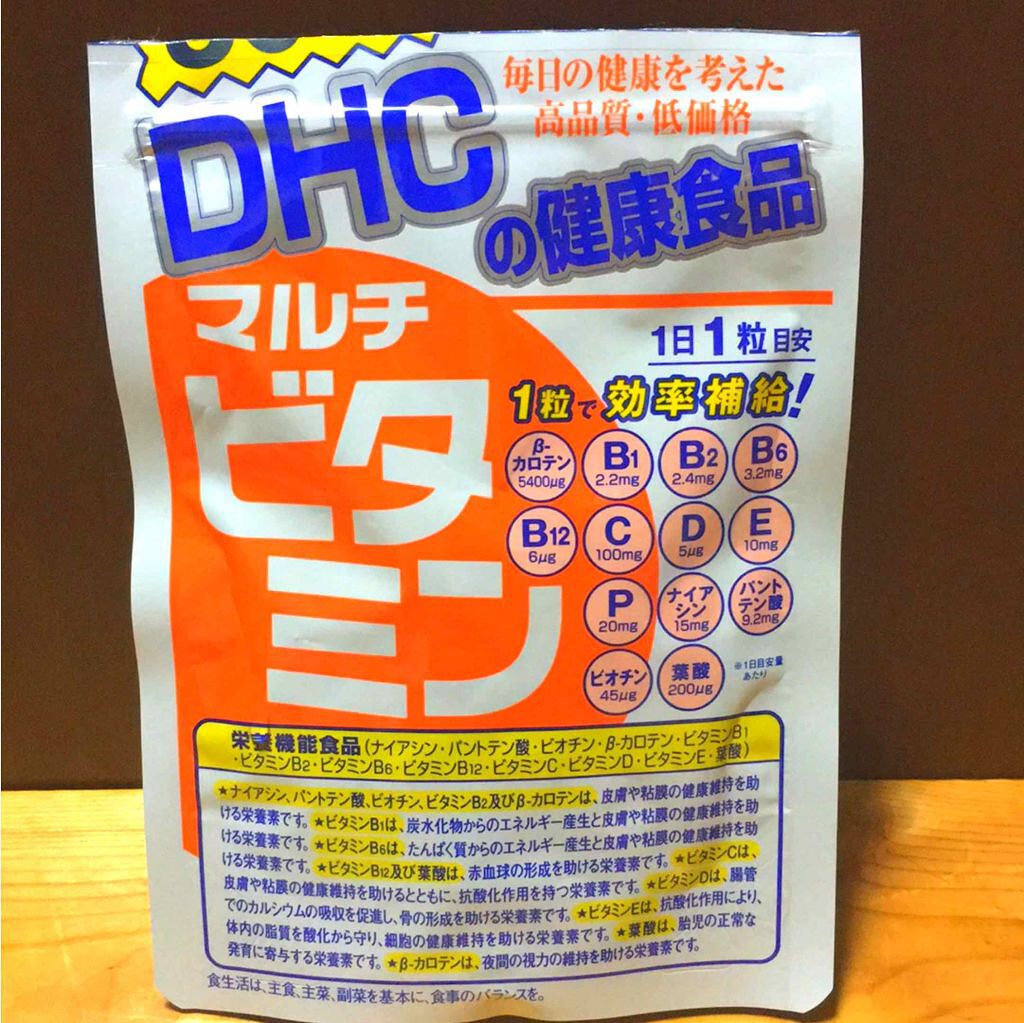 DHC
毎日の健康を考えた
高品質・低価格
の健康食品
マルチ
ビタ
ミン
1日1粒目安
1粒で効率補給!
β-
カロテン
5400μg
B1
2.2mg
B2
2.4mg
B6
3.2mg
B12
6μg
C
100mg
D
5μg
E
10mg
P
20mg
ナイア
シン
15mg
パント
テン酸
9.2mg
ビオチン
45μg
葉酸
200μg
※1日目安量
あたり
栄養機能食品(ナイアシン・パントテン酸・ビオチン・β-カロテン・ビタミンB1
・ビタミンB2・ビタミンB6・ビタミンB12・ビタミンC・ビタミンD・ビタミンE・葉酸)
★ナイアシン、パントテン酸、ビオチン、ビタミンB2及びβ-カロテンは、皮膚や粘膜の健康維持を助
ける栄養素です。★ビタミンB1は、炭水化物からのエネルギー産生と皮膚や粘膜の健康維持を助
ける栄養素です。★ビタミンB6は、たんぱく質からのエネルギー産生と皮膚や粘膜の健康維持を助
ける栄養素です。★ビタミンB12及び葉酸は、赤血球の形成を助ける栄養素です。★ビタミンCは、
皮膚や粘膜の健康維持を助けるとともに、抗酸化作用を持つ栄養素です。★ビタミンDは、腸管
でのカルシウムの吸収を促進し、骨の形成を助ける栄養素です。★ビタミンEは、抗酸化作用により、
体内の脂質を酸化から守り、細胞の健康維持を助ける栄養素です。★葉酸は、胎児の正常な
発育に寄与する栄養素です。★β-カロテンは、夜間の視力の維持を助ける栄養素です。
食生活は、主食、主菜、副菜を基本に、食事のバランスを。